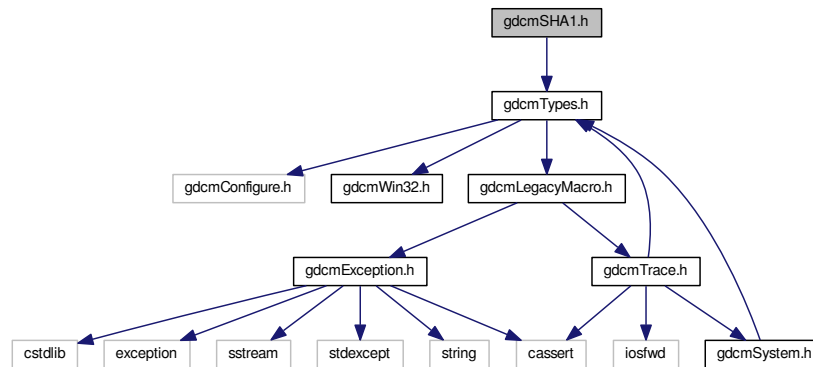 gdcmSHA1.h
gdcmTypes.h
gdcmConfigure.h
gdcmWin32.h
gdcmLegacyMacro.h
gdcmException.h
gdcmTrace.h
cstdlib
exception
sstream
stdexcept
string
cassert
iosfwd
gdcmSystem.h